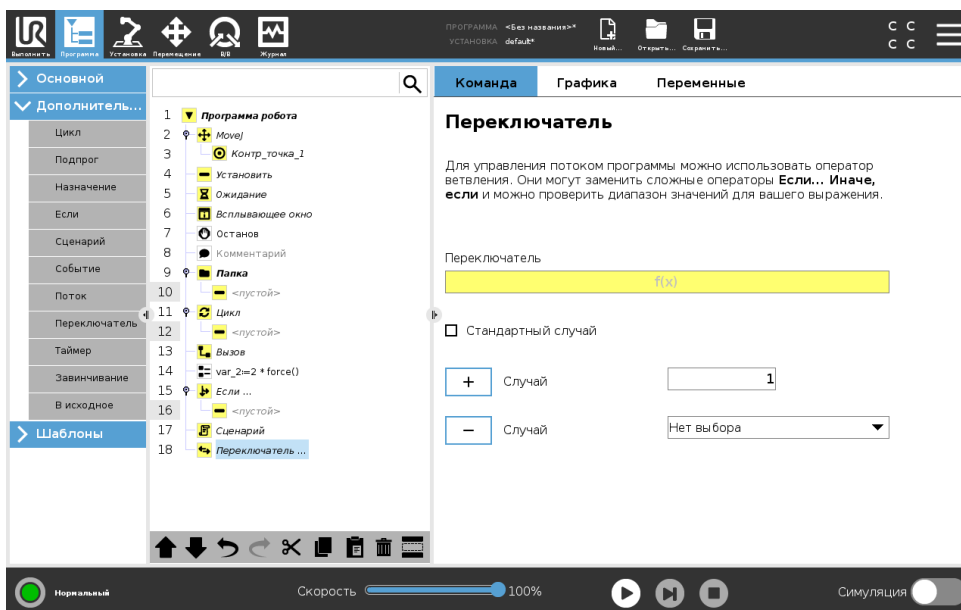 ПРОГРАММА <Без названия>*
УСТАНОВКА default*
Выполнить Программа Установка Перемещение В/В Журнал
Новый... Открыть... Сохранить...
C C
C C
Основной
Дополнитель...
Цикл
Подпрог
Назначение
Если
Сценарий
Событие
Поток
Переключатель
Таймер
Завинчивание
В исходное
Шаблоны
1 Программа робота
2 MoveJ
3 Контр_точка_1
4 Установить
5 Ожидание
6 Всплывающее окно
7 Останов
8 Комментарий
9 Папка
10 <пустой>
11 Цикл
12 <пустой>
13 Вызов
14 var_2≔2 * force()
15 Если ...
16 <пустой>
17 Сценарий
18 Переключатель ...
Команда Графика Переменные
Переключатель
Для управления потоком программы можно использовать оператор
ветвления. Они могут заменить сложные операторы Если... Иначе,
если и можно проверить диапазон значений для вашего выражения.
Переключатель
f(x)
Стандартный случай
+ Случай 1
− Случай Нет выбора
Нормальный
Скорость 100%
Симуляция